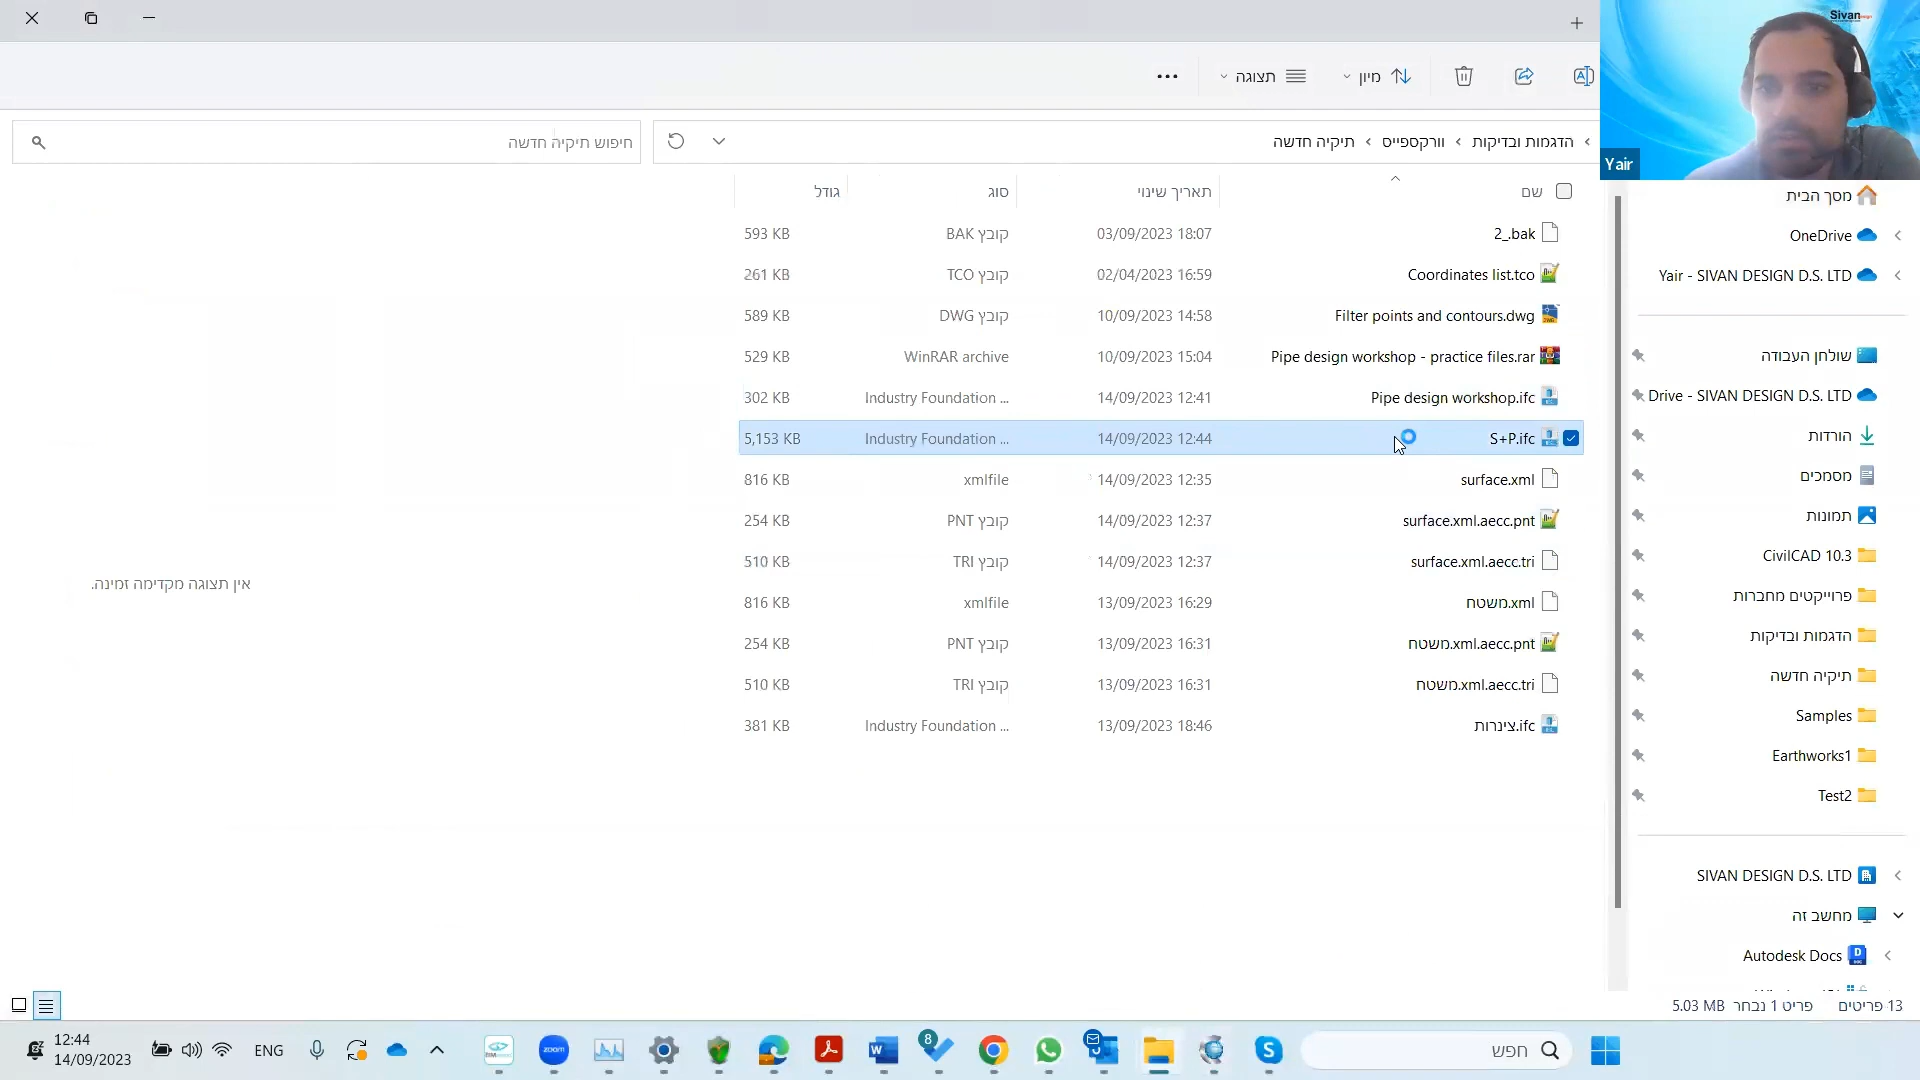 Sivan
Yair
מיון
תצוגה
הדגמות ובדיקות
וורקספייס
תיקיה חדשה
חיפוש תיקיה חדשה
שם
תאריך שינוי
סוג
גודל
2_.bak
03/09/2023 18:07
קובץ BAK
593 KB
Coordinates list.tco
02/04/2023 16:59
קובץ TCO
261 KB
Filter points and contours.dwg
10/09/2023 14:58
קובץ DWG
589 KB
Pipe design workshop - practice files.rar
10/09/2023 15:04
WinRAR archive
529 KB
Pipe design workshop.ifc
14/09/2023 12:41
Industry Foundation ...
302 KB
S+P.ifc
14/09/2023 12:44
Industry Foundation ...
5,153 KB
surface.xml
14/09/2023 12:35
xmlfile
816 KB
surface.xml.aecc.pnt
14/09/2023 12:37
קובץ PNT
254 KB
surface.xml.aecc.tri
14/09/2023 12:37
קובץ TRI
510 KB
משטח.xml
13/09/2023 16:29
xmlfile
816 KB
משטח.xml.aecc.pnt
13/09/2023 16:31
קובץ PNT
254 KB
משטח.xml.aecc.tri
13/09/2023 16:31
קובץ TRI
510 KB
צינרות.ifc
13/09/2023 18:46
Industry Foundation ...
381 KB
אין תצוגה מקדימה זמינה.
מסך הבית
OneDrive
Yair - SIVAN DESIGN D.S. LTD
שולחן העבודה
Drive - SIVAN DESIGN D.S. LTD
הורדות
מסמכים
תמונות
CivilCAD 10.3
פרוייקטים מחברות
הדגמות ובדיקות
תיקיה חדשה
Samples
Earthworks1
Test2
SIVAN DESIGN D.S. LTD
מחשב זה
Autodesk Docs
13 פריטים
פריט 1 נבחר
5.03 MB
חפש
zoom
8
ENG
12:44
14/09/2023